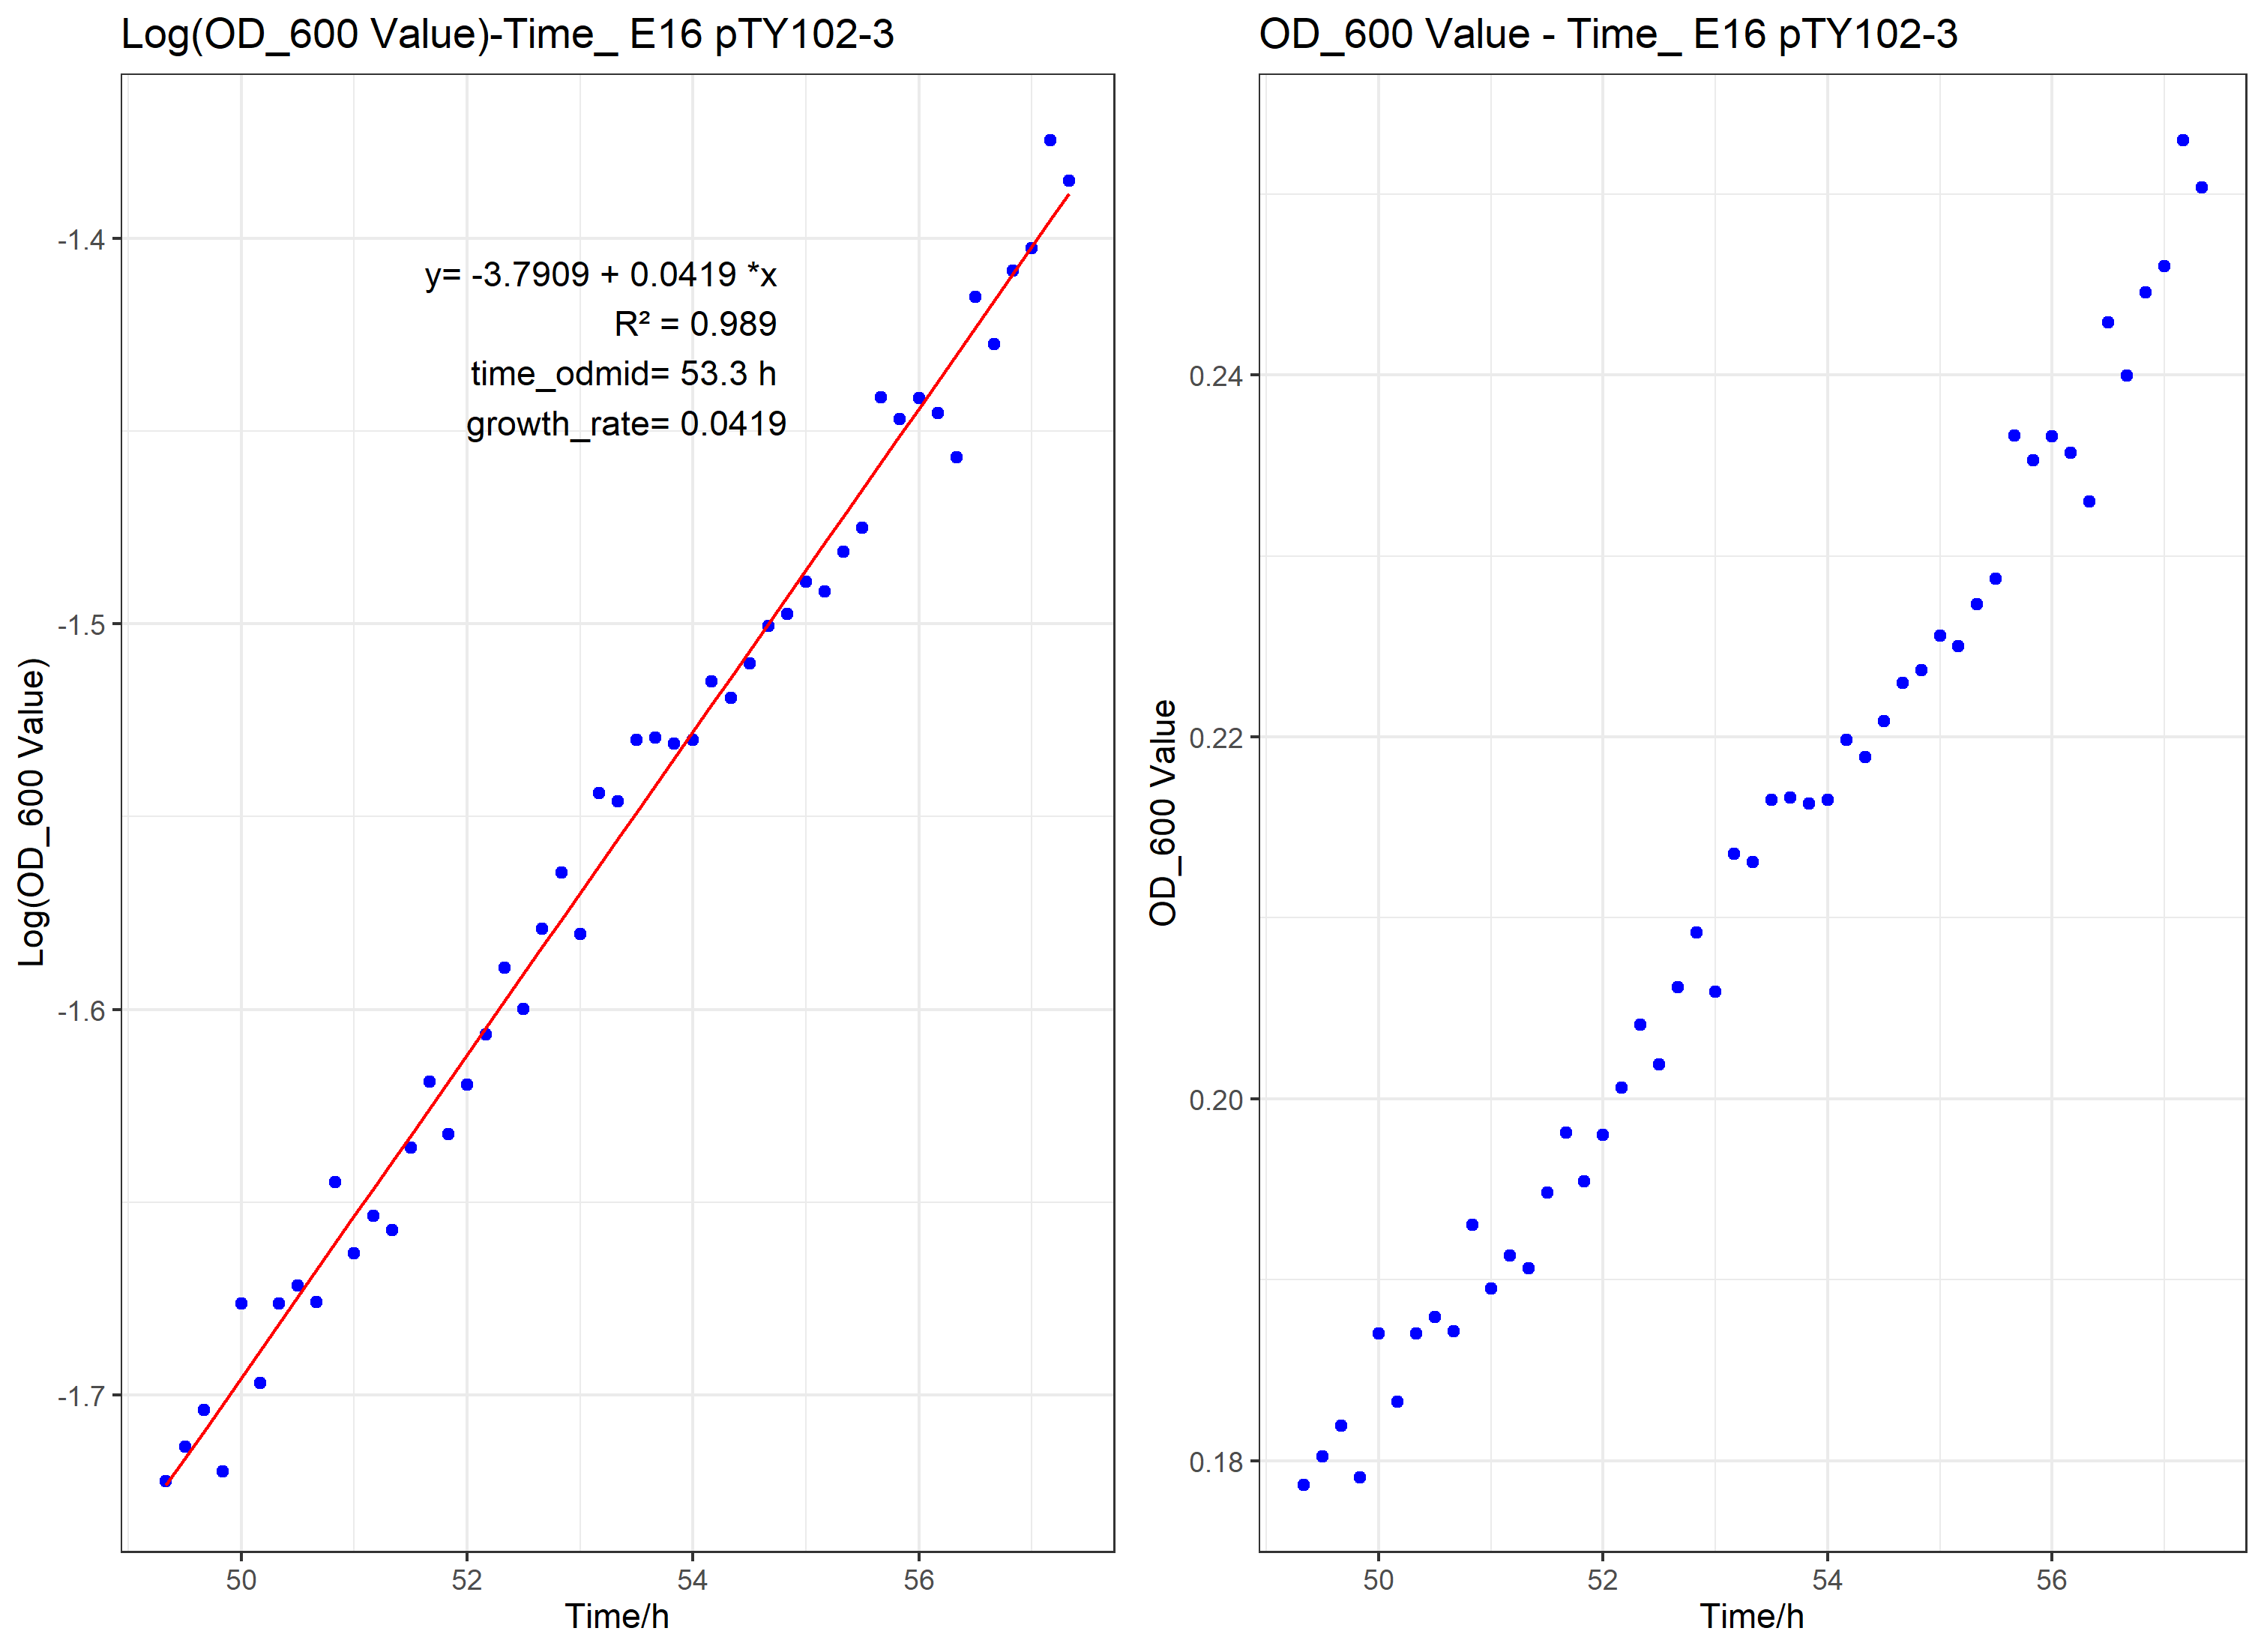 Log(OD_600 Value)-Time_ E16 pTY102-3
y= -3.7909 + 0.0419 *x
R² = 0.989
time_odmid= 53.3 h
growth_rate= 0.0419
Log(OD_600 Value)
-1.4
-1.5
-1.6
-1.7
50 52 54 56
Time/h
OD_600 Value - Time_ E16 pTY102-3
OD_600 Value
0.24
0.22
0.20
0.18
50 52 54 56
Time/h